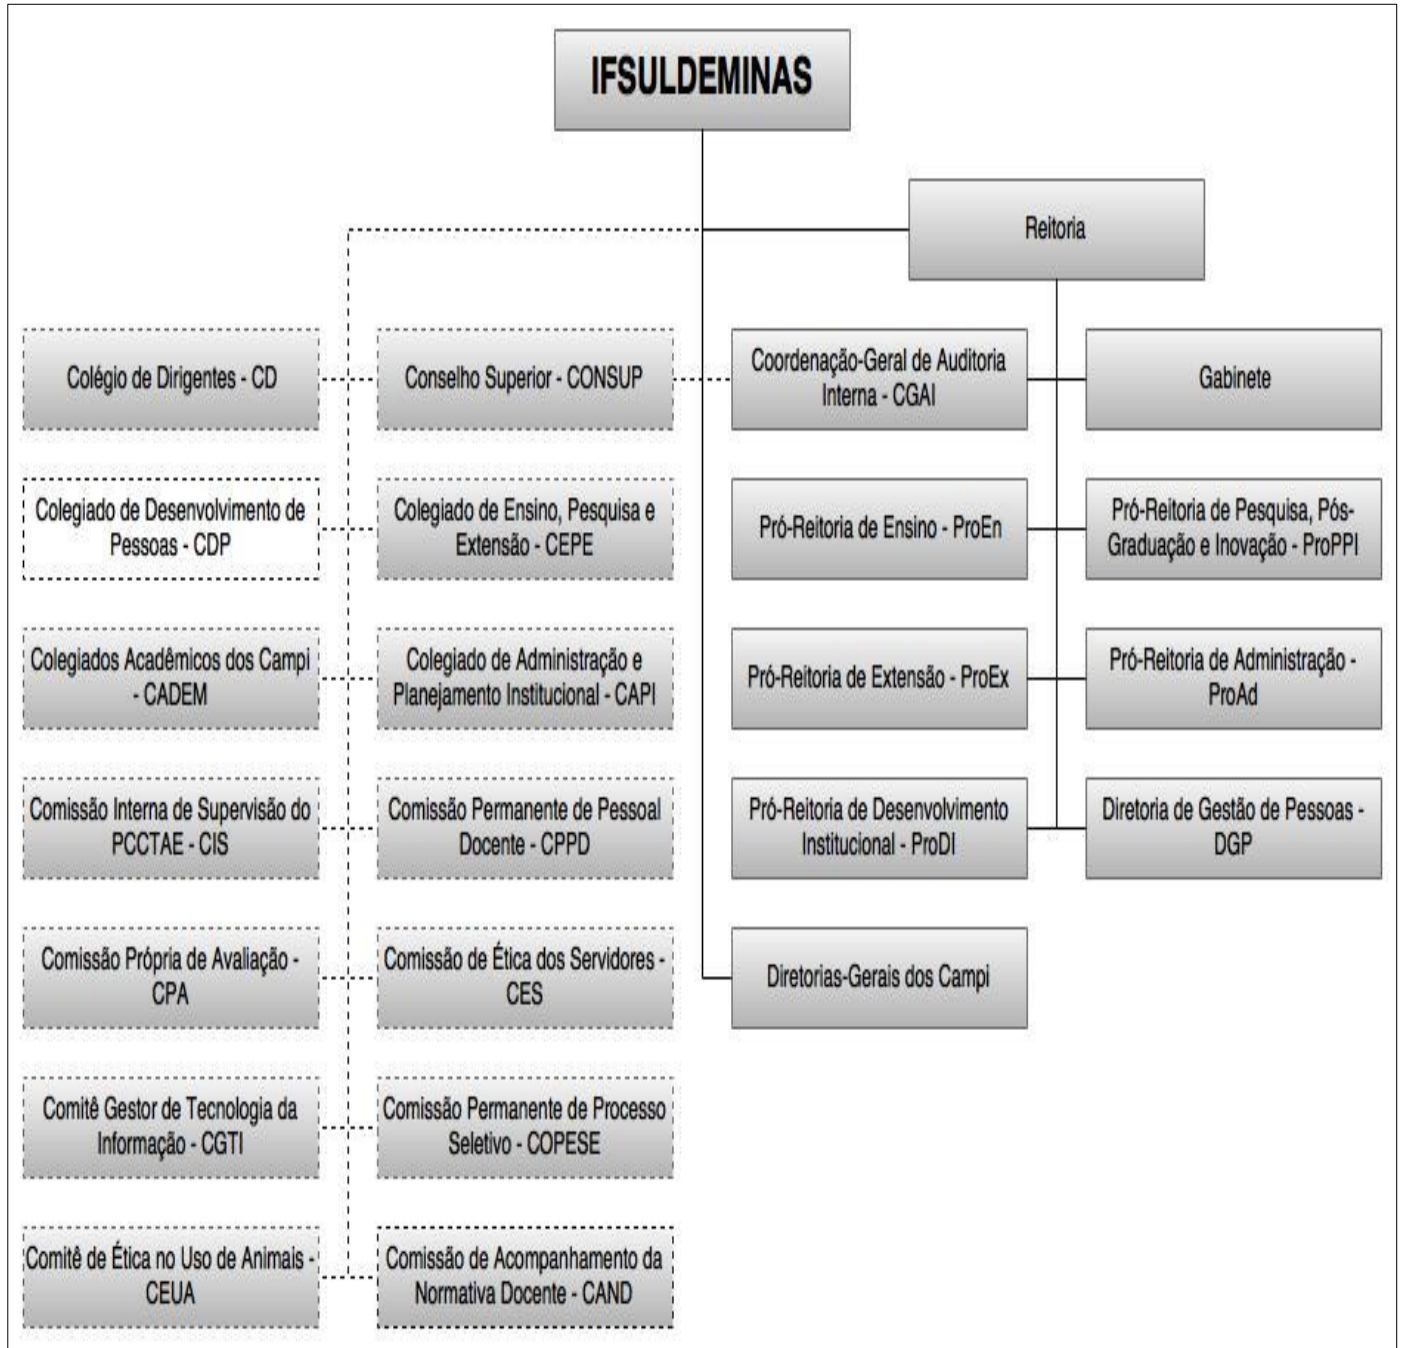 IFSULDEMINAS
Reitoria
Colégio de Dirigentes - CD
Conselho Superior - CONSUP
Coordenação-Geral de Auditoria
Interna - CGAI
Gabinete
Colegiado de Desenvolvimento de
Pessoas - CDP
Colegiado de Ensino, Pesquisa e
Extensão - CEPE
Pró-Reitoria de Ensino - ProEn
Pró-Reitoria de Pesquisa, Pós-
Graduação e Inovação - ProPPI
Colegiados Acadêmicos dos Campi
- CADEM
Colegiado de Administração e
Planejamento Institucional - CAPI
Pró-Reitoria de Extensão - ProEx
Pró-Reitoria de Administração -
ProAd
Comissão Interna de Supervisão do
PCCTAE - CIS
Comissão Permanente de Pessoal
Docente - CPPD
Pró-Reitoria de Desenvolvimento
Institucional - ProDI
Diretoria de Gestão de Pessoas -
DGP
Comissão Própria de Avaliação -
CPA
Comissão de Ética dos Servidores -
CES
Diretorias-Gerais dos Campi
Comitê Gestor de Tecnologia da
Informação - CGTI
Comissão Permanente de Processo
Seletivo - COPESE
Comitê de Ética no Uso de Animais -
CEUA
Comissão de Acompanhamento da
Normativa Docente - CAND